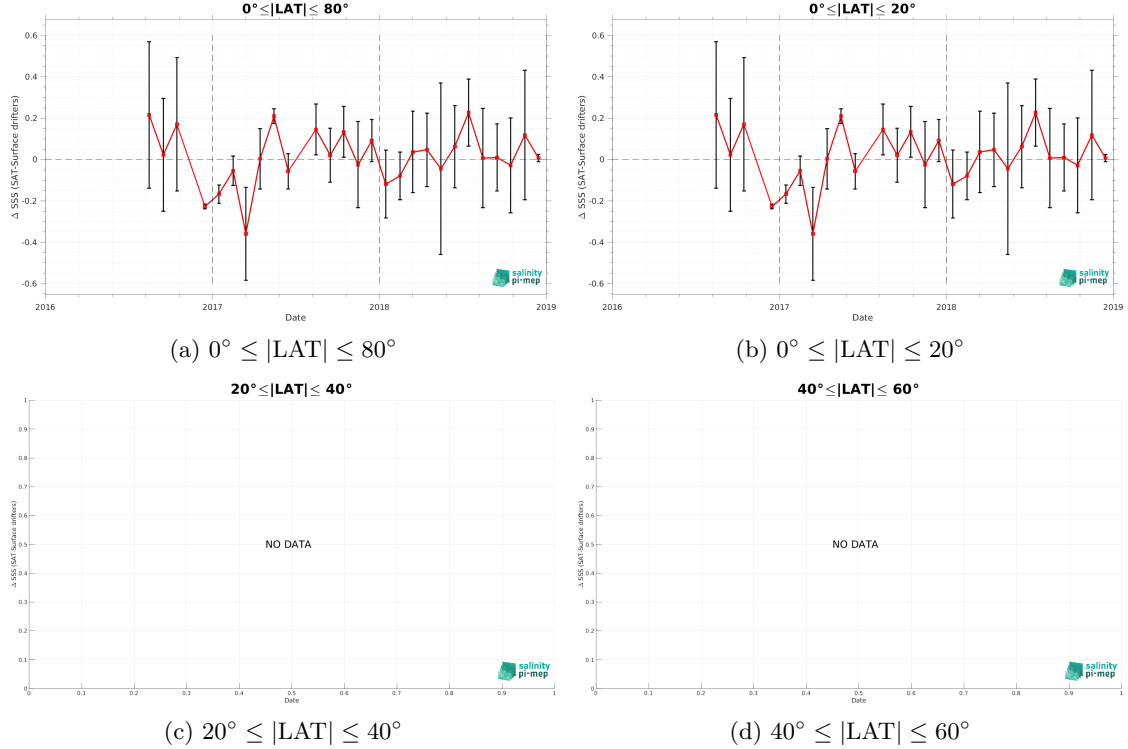 0°≤|LAT|≤ 80°
Δ SSS (SAT-Surface drifters)
0.6
0.4
0.2
0
-0.2
-0.4
-0.6
2016
2017
2018
2019
Date
salinity
pi-mep
(a) 0° ≤ |LAT| ≤ 80°
0°≤|LAT|≤ 20°
Δ SSS (SAT-Surface drifters)
0.6
0.4
0.2
0
-0.2
-0.4
-0.6
2016
2017
2018
2019
Date
salinity
pi-mep
(b) 0° ≤ |LAT| ≤ 20°
20°≤|LAT|≤ 40°
Δ SSS (SAT-Surface drifters)
1
0.9
0.8
0.7
0.6
0.5
0.4
0.3
0.2
0.1
0
NO DATA
0
0.1
0.2
0.3
0.4
0.5
0.6
0.7
0.8
0.9
1
Date
salinity
pi-mep
(c) 20° ≤ |LAT| ≤ 40°
40°≤|LAT|≤ 60°
Δ SSS (SAT-Surface drifters)
1
0.9
0.8
0.7
0.6
0.5
0.4
0.3
0.2
0.1
0
NO DATA
0
0.1
0.2
0.3
0.4
0.5
0.6
0.7
0.8
0.9
1
Date
salinity
pi-mep
(d) 40° ≤ |LAT| ≤ 60°